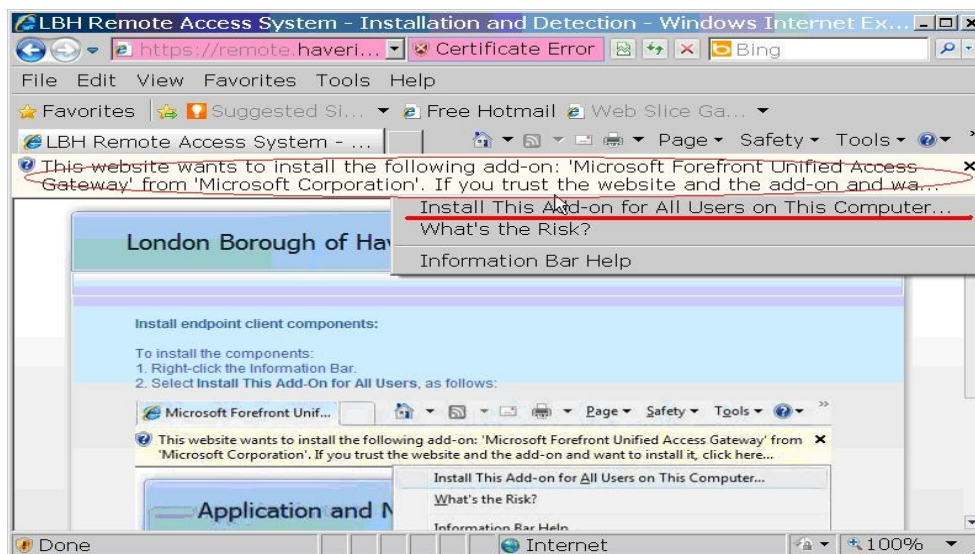 LBH Remote Access System - Installation and Detection - Windows Internet Ex...
https://remote.haveri... Certificate Error Bing
File Edit View Favorites Tools Help
Favorites Suggested Si... Free Hotmail Web Slice Ga...
LBH Remote Access System - ... Page Safety Tools
This website wants to install the following add-on: 'Microsoft Forefront Unified Access
Gateway' from 'Microsoft Corporation'. If you trust the website and the add-on and wa...
Install This Add-on for All Users on This Computer...
What's the Risk?
Information Bar Help
London Borough of Hav
Install endpoint client components:
To install the components:
1. Right-click the Information Bar.
2. Select Install This Add-On for All Users, as follows:
Microsoft Forefront Unif... Page Safety Tools
This website wants to install the following add-on: 'Microsoft Forefront Unified Access Gateway' from
'Microsoft Corporation'. If you trust the website and the add-on and want to install it, click here...
Install This Add-on for All Users on This Computer...
What's the Risk?
Information Bar Help
Application and N
Done Internet 100%